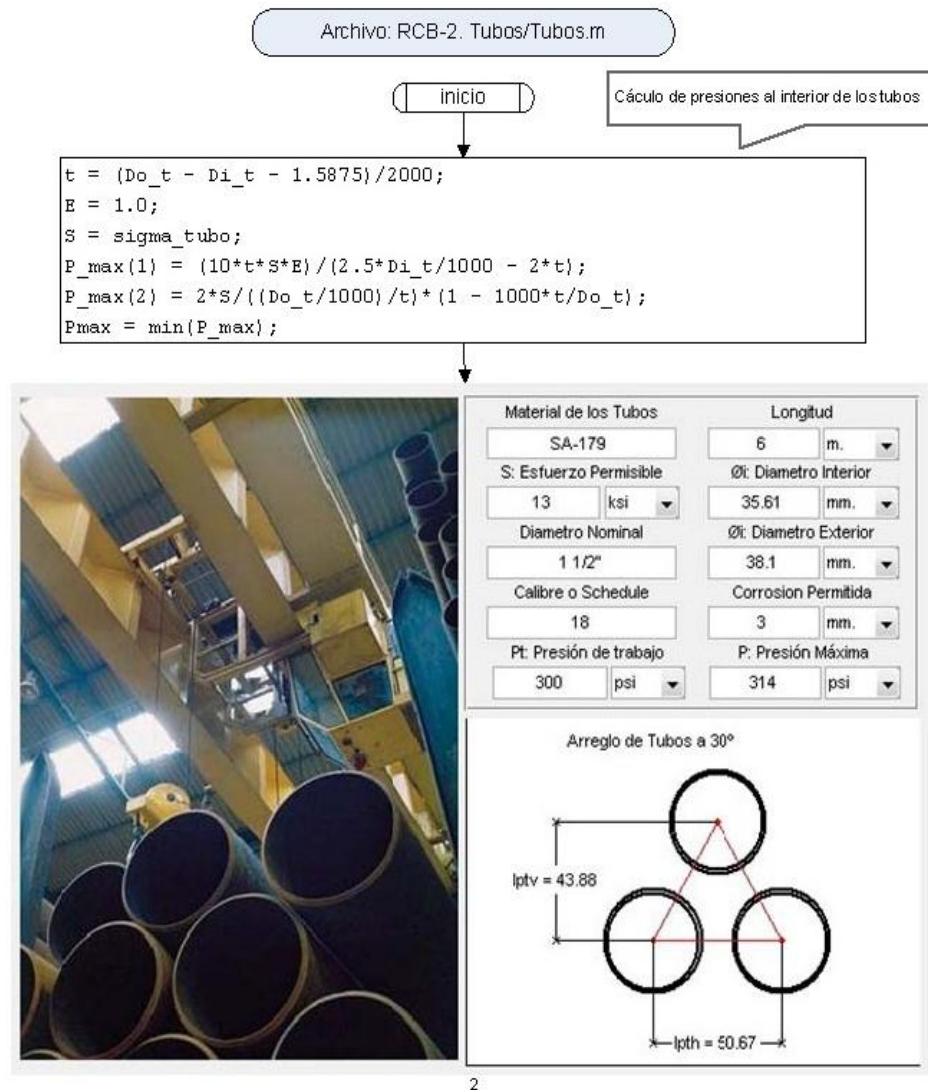 Archivo: RCB-2. Tubos/Tubos.m
inicio
Cáculo de presiones al interior de los tubos
t = (Do_t - Di_t - 1.5875)/2000;
E = 1.0;
S = sigma_tubo;
P_max(1) = (10*t*S*E)/(2.5*Di_t/1000 - 2*t);
P_max(2) = 2*S/((Do_t/1000)/t)*(1 - 1000*t/Do_t);
Pmax = min(P_max);
Material de los Tubos
SA-179
Longitud
6 m.
S: Esfuerzo Permisible
13 ksi
Øi: Diametro Interior
35.61 mm.
Diametro Nominal
1 1/2"
Øi: Diametro Exterior
38.1 mm.
Calibre o Schedule
18
Corrosion Permitida
3 mm.
Pt: Presión de trabajo
300 psi
P: Presión Máxima
314 psi
Arreglo de Tubos a 30º
lptv = 43.88
lpth = 50.67
2